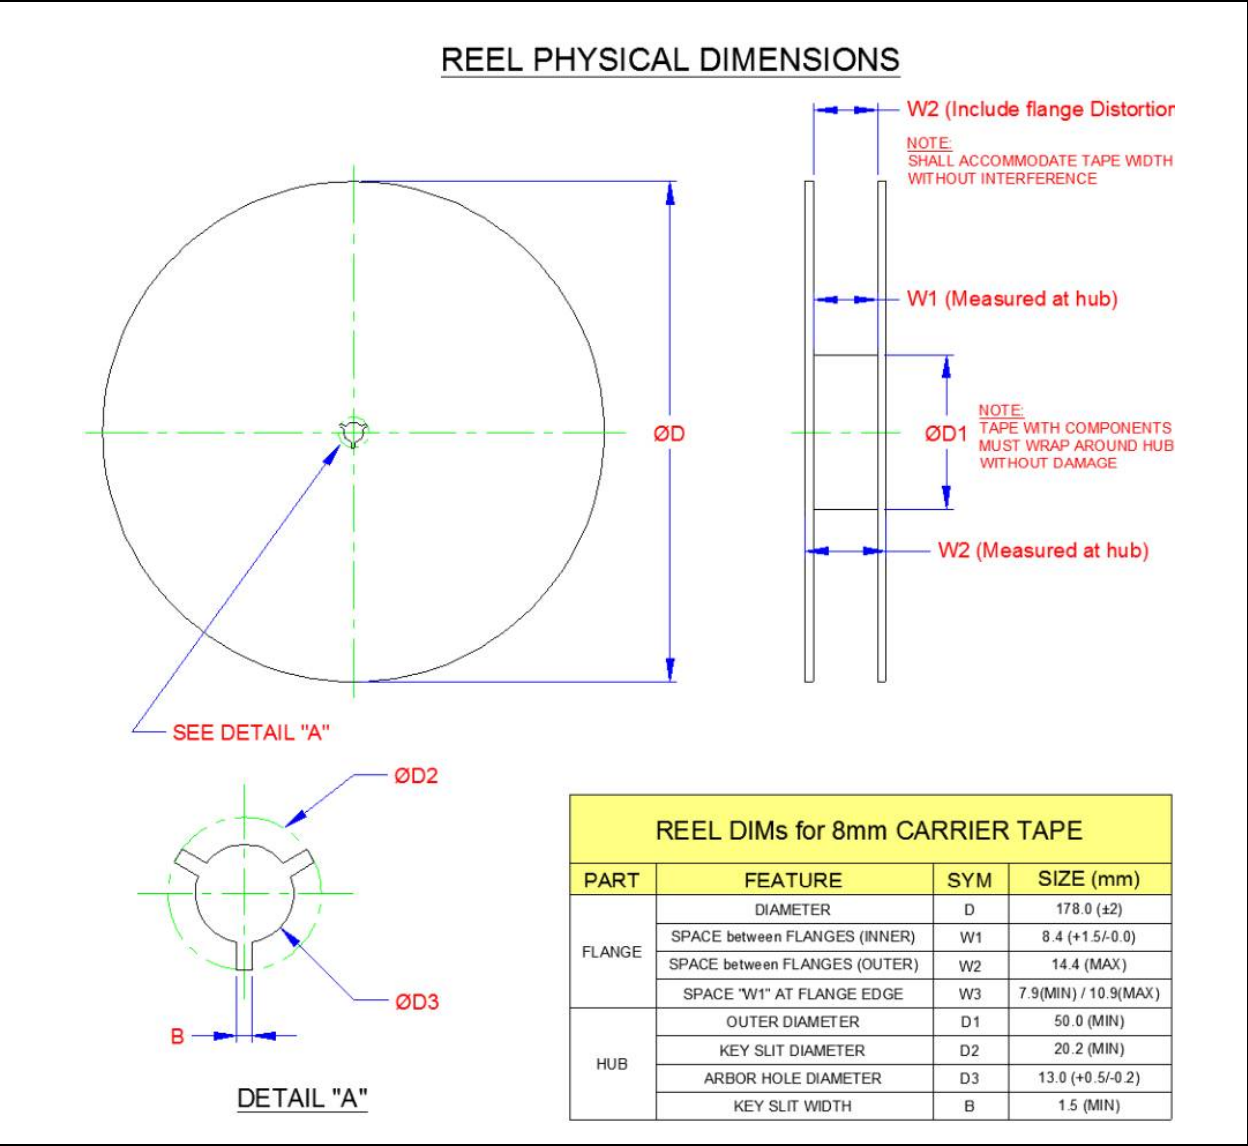 REEL PHYSICAL DIMENSIONS
W2 (Include flange Distortion
NOTE:
SHALL ACCOMMODATE TAPE WIDTH
WITHOUT INTERFERENCE
W1 (Measured at hub)
ØD
ØD1
NOTE:
TAPE WITH COMPONENTS
MUST WRAP AROUND HUB
WITHOUT DAMAGE
W2 (Measured at hub)
SEE DETAIL "A"
ØD2
ØD3
B
DETAIL "A"
REEL DIMs for 8mm CARRIER TAPE
PART FEATURE SYM SIZE (mm)
FLANGE
DIAMETER D 178.0 (±2)
SPACE between FLANGES (INNER) W1 8.4 (+1.5/-0.0)
SPACE between FLANGES (OUTER) W2 14.4 (MAX)
SPACE "W1" AT FLANGE EDGE W3 7.9(MIN) / 10.9(MAX)
HUB
OUTER DIAMETER D1 50.0 (MIN)
KEY SLIT DIAMETER D2 20.2 (MIN)
ARBOR HOLE DIAMETER D3 13.0 (+0.5/-0.2)
KEY SLIT WIDTH B 1.5 (MIN)